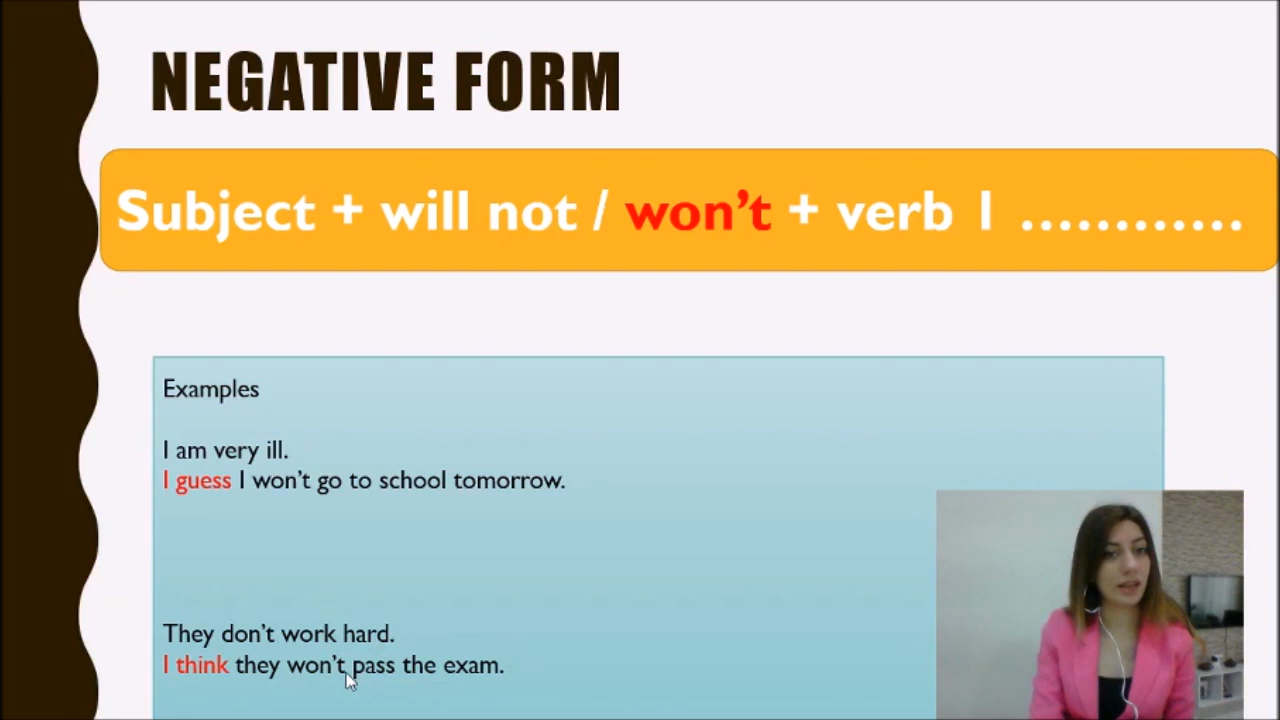 NEGATIVE FORM
Subject + will not / won’t + verb 1 …………
Examples
I am very ill.
I guess I won’t go to school tomorrow.
They don’t work hard.
I think they won’t pass the exam.